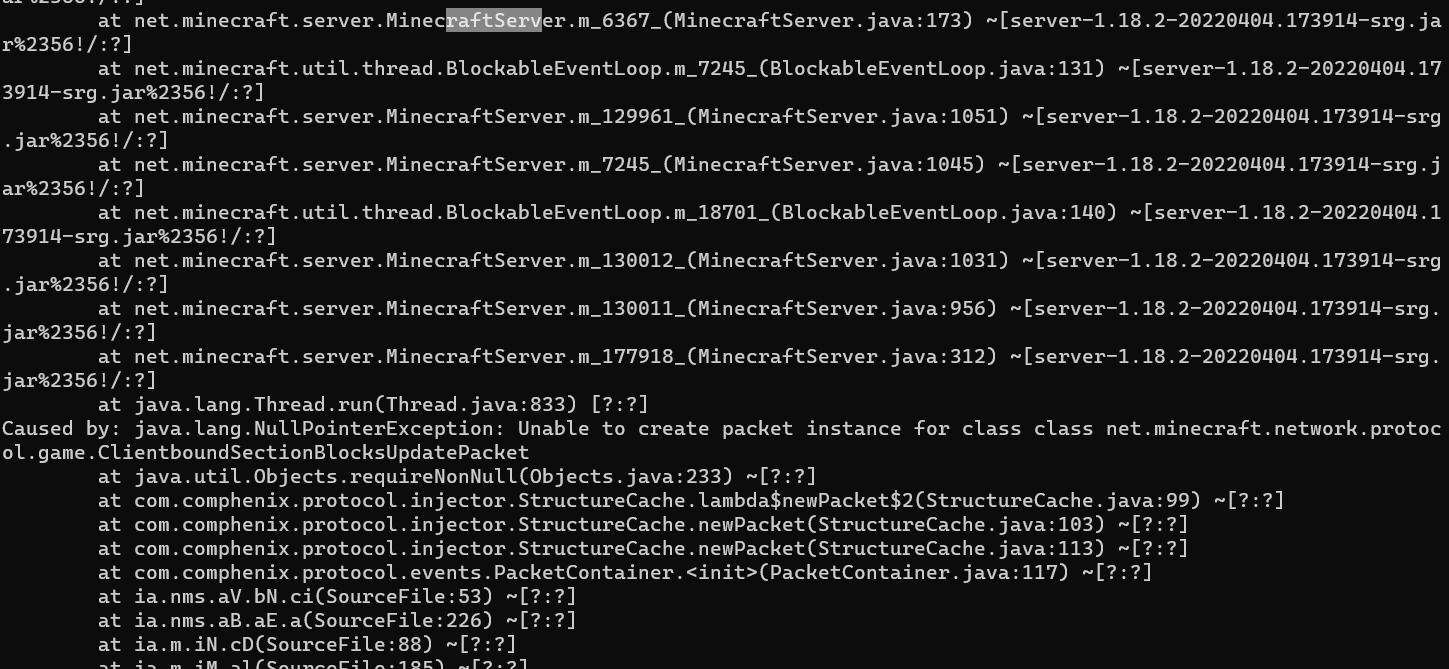 at net.minecraft.server.MinecraftServer.m_6367_(MinecraftServer.java:173) ~[server-1.18.2-20220404.173914-srg.ja
r%2356!/:?]
at net.minecraft.util.thread.BlockableEventLoop.m_7245_(BlockableEventLoop.java:131) ~[server-1.18.2-20220404.17
3914-srg.jar%2356!/:?]
at net.minecraft.server.MinecraftServer.m_129961_(MinecraftServer.java:1051) ~[server-1.18.2-20220404.173914-srg
.jar%2356!/:?]
at net.minecraft.server.MinecraftServer.m_7245_(MinecraftServer.java:1045) ~[server-1.18.2-20220404.173914-srg.j
ar%2356!/:?]
at net.minecraft.util.thread.BlockableEventLoop.m_18701_(BlockableEventLoop.java:140) ~[server-1.18.2-20220404.1
73914-srg.jar%2356!/:?]
at net.minecraft.server.MinecraftServer.m_130012_(MinecraftServer.java:1031) ~[server-1.18.2-20220404.173914-srg
.jar%2356!/:?]
at net.minecraft.server.MinecraftServer.m_130011_(MinecraftServer.java:956) ~[server-1.18.2-20220404.173914-srg.
jar%2356!/:?]
at net.minecraft.server.MinecraftServer.m_177918_(MinecraftServer.java:312) ~[server-1.18.2-20220404.173914-srg.
jar%2356!/:?]
at java.lang.Thread.run(Thread.java:833) [?:?]
Caused by: java.lang.NullPointerException: Unable to create packet instance for class class net.minecraft.network.protoc
ol.game.ClientboundSectionBlocksUpdatePacket
at java.util.Objects.requireNonNull(Objects.java:233) ~[?:?]
at com.comphenix.protocol.injector.StructureCache.lambda$newPacket$2(StructureCache.java:99) ~[?:?]
at com.comphenix.protocol.injector.StructureCache.newPacket(StructureCache.java:103) ~[?:?]
at com.comphenix.protocol.injector.StructureCache.newPacket(StructureCache.java:113) ~[?:?]
at com.comphenix.protocol.events.PacketContainer.<init>(PacketContainer.java:117) ~[?:?]
at ia.nms.aV.bN.ci(SourceFile:53) ~[?:?]
at ia.nms.aB.aE.a(SourceFile:226) ~[?:?]
at ia.m.iN.cD(SourceFile:88) ~[?:?]
at ia.m.iM.al(SourceFile:185) ~[?:?]